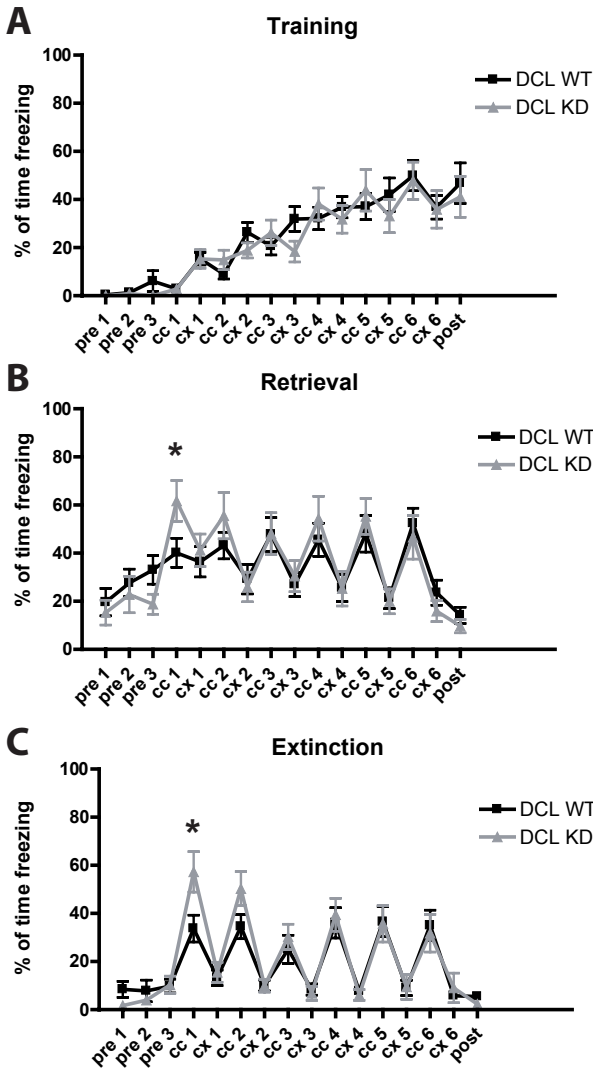 A
Training
% of time freezing
100
80
60
40
20
0
DCL WT
DCL KD
pre 1
pre 2
pre 3
cc 1
cx 1
cc 2
cx 2
cc 3
cx 3
cc 4
cx 4
cc 5
cx 5
cc 6
cx 6
post
B
Retrieval
% of time freezing
100
80
60
40
20
0
*
DCL WT
DCL KD
pre 1
pre 2
pre 3
cc 1
cx 1
cc 2
cx 2
cc 3
cx 3
cc 4
cx 4
cc 5
cx 5
cc 6
cx 6
post
C
Extinction
% of time freezing
100
80
60
40
20
0
*
DCL WT
DCL KD
pre 1
pre 2
pre 3
cc 1
cx 1
cc 2
cx 2
cc 3
cx 3
cc 4
cx 4
cc 5
cx 5
cc 6
cx 6
post